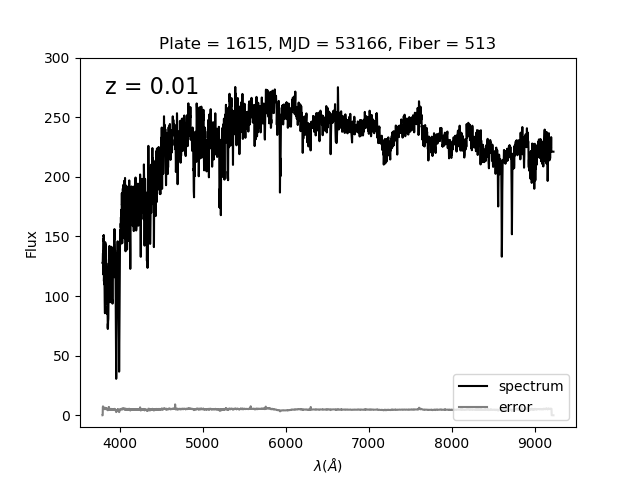 Plate = 1615, MJD = 53166, Fiber = 513
z = 0.01
300
250
200
150
100
50
0
Flux
4000 5000 6000 7000 8000 9000
λ(Å)
spectrum
error